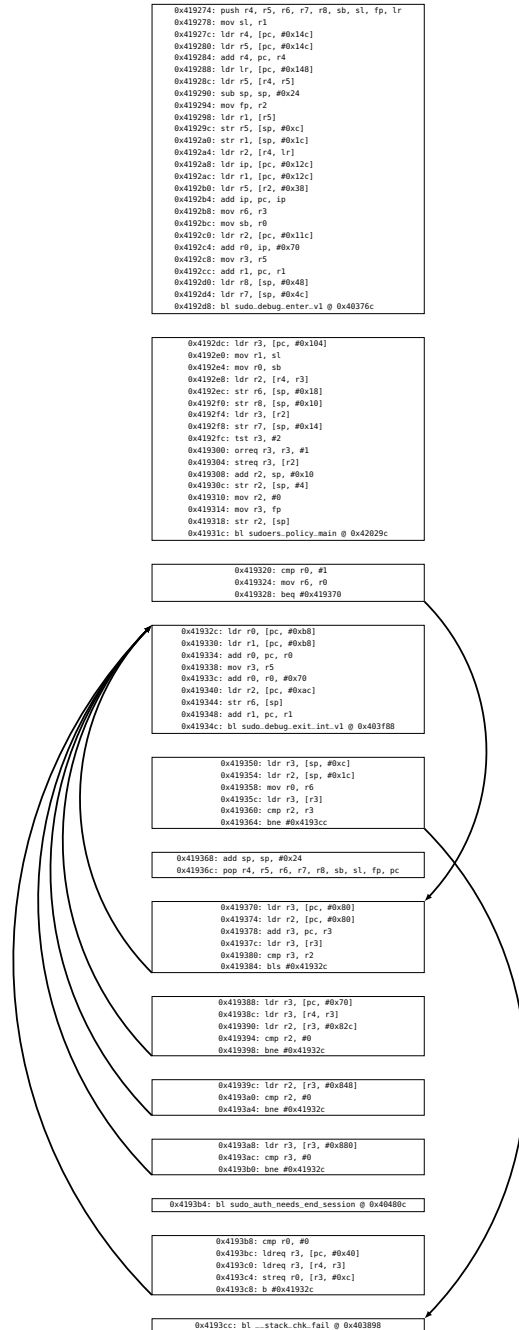 0x419274: push r4, r5, r6, r7, r8, sb, sl, fp, lr
0x419278: mov sl, r1
0x41927c: ldr r4, [pc, #0x14c]
0x419280: ldr r5, [pc, #0x14c]
0x419284: add r4, pc, r4
0x419288: ldr lr, [pc, #0x148]
0x41928c: ldr r5, [r4, r5]
0x419290: sub sp, sp, #0x24
0x419294: mov fp, r2
0x419298: ldr r1, [r5]
0x41929c: str r5, [sp, #0xc]
0x4192a0: str r1, [sp, #0x1c]
0x4192a4: ldr r2, [r4, lr]
0x4192a8: ldr ip, [pc, #0x12c]
0x4192ac: ldr r1, [pc, #0x12c]
0x4192b0: ldr r5, [r2, #0x38]
0x4192b4: add ip, pc, ip
0x4192b8: mov r6, r3
0x4192bc: mov sb, r0
0x4192c0: ldr r2, [pc, #0x11c]
0x4192c4: add r0, ip, #0x70
0x4192c8: mov r3, r5
0x4192cc: add r1, pc, r1
0x4192d0: ldr r8, [sp, #0x48]
0x4192d4: ldr r7, [sp, #0x4c]
0x4192d8: bl sudo_debug_enter_v1 @ 0x40376c
0x4192dc: ldr r3, [pc, #0x104]
0x4192e0: mov r1, sl
0x4192e4: mov r0, sb
0x4192e8: ldr r2, [r4, r3]
0x4192ec: str r6, [sp, #0x18]
0x4192f0: str r8, [sp, #0x10]
0x4192f4: ldr r3, [r2]
0x4192f8: str r7, [sp, #0x14]
0x4192fc: tst r3, #2
0x419300: orreq r3, r3, #1
0x419304: streq r3, [r2]
0x419308: add r2, sp, #0x10
0x41930c: str r2, [sp, #4]
0x419310: mov r2, #0
0x419314: mov r3, fp
0x419318: str r2, [sp]
0x41931c: bl sudoers_policy_main @ 0x42029c
0x419320: cmp r0, #1
0x419324: mov r6, r0
0x419328: beq #0x419370
0x41932c: ldr r0, [pc, #0xb8]
0x419330: ldr r1, [pc, #0xb8]
0x419334: add r0, pc, r0
0x419338: mov r3, r5
0x41933c: add r0, r0, #0x70
0x419340: ldr r2, [pc, #0xac]
0x419344: str r6, [sp]
0x419348: add r1, pc, r1
0x41934c: bl sudo_debug_exit_int_v1 @ 0x403f88
0x419350: ldr r3, [sp, #0xc]
0x419354: ldr r2, [sp, #0x1c]
0x419358: mov r0, r6
0x41935c: ldr r3, [r3]
0x419360: cmp r2, r3
0x419364: bne #0x4193cc
0x419368: add sp, sp, #0x24
0x41936c: pop r4, r5, r6, r7, r8, sb, sl, fp, pc
0x419370: ldr r3, [pc, #0x80]
0x419374: ldr r2, [pc, #0x80]
0x419378: add r3, pc, r3
0x41937c: ldr r3, [r3]
0x419380: cmp r3, r2
0x419384: bls #0x41932c
0x419388: ldr r3, [pc, #0x70]
0x41938c: ldr r3, [r4, r3]
0x419390: ldr r2, [r3, #0x82c]
0x419394: cmp r2, #0
0x419398: bne #0x41932c
0x41939c: ldr r2, [r3, #0x848]
0x4193a0: cmp r2, #0
0x4193a4: bne #0x41932c
0x4193a8: ldr r3, [r3, #0x880]
0x4193ac: cmp r3, #0
0x4193b0: bne #0x41932c
0x4193b4: bl sudo_auth_needs_end_session @ 0x40480c
0x4193b8: cmp r0, #0
0x4193bc: ldreq r3, [pc, #0x40]
0x4193c0: ldreq r3, [r4, r3]
0x4193c4: streq r0, [r3, #0xc]
0x4193c8: b #0x41932c
0x4193cc: bl __stack_chk_fail @ 0x403898